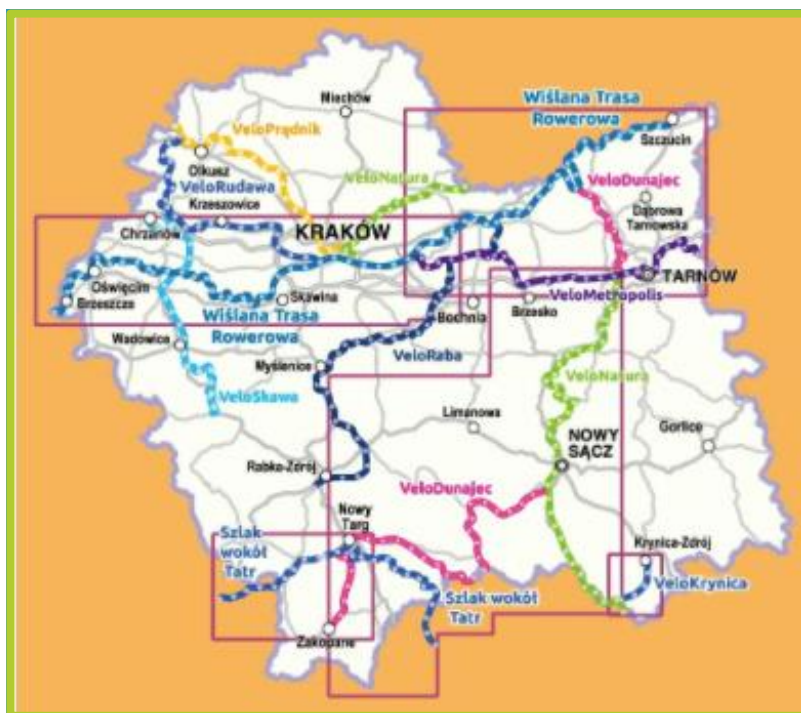 Miechów
Wiślana Trasa
Rowerowa
Szczucin
VeloPrądnik
Olkusz
VeloRudawa
VeloNatura
VeloDunajec
Krzeszowice
Dąbrowa
Tarnowska
Chrzanów
KRAKÓW
Oświęcim
TARNÓW
Brzeszcze
Skawina
VeloMetropolis
Bochnia
Brzesko
Wiślana Trasa
Rowerowa
Wadowice
Myślenice
VeloRaba
VeloNatura
VeloSkawa
Limanowa
Gorlice
NOWY
SĄCZ
Rabka-Zdrój
VeloDunajec
Nowy
Targ
Szlak
wokół
Tatr
Krynica-Zdrój
VeloKrynica
Szlak wokół
Tatr
Zakopane